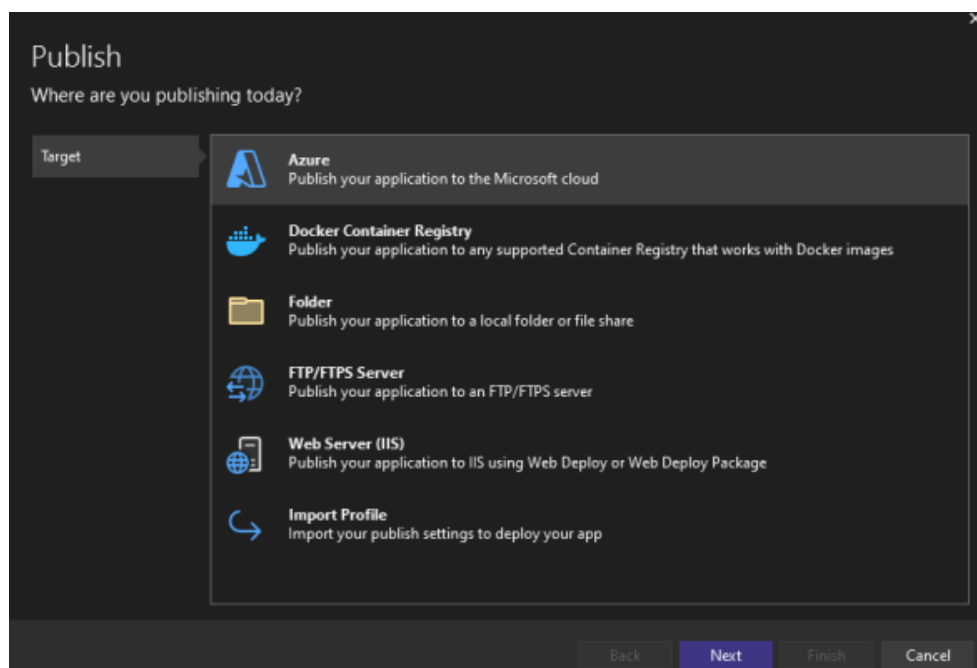 Publish
Where are you publishing today?
Target
Azure
Publish your application to the Microsoft cloud
Docker Container Registry
Publish your application to any supported Container Registry that works with Docker images
Folder
Publish your application to a local folder or file share
FTP/FTPS Server
Publish your application to an FTP/FTPS server
Web Server (IIS)
Publish your application to IIS using Web Deploy or Web Deploy Package
Import Profile
Import your publish settings to deploy your app
Back
Next
Finish
Cancel